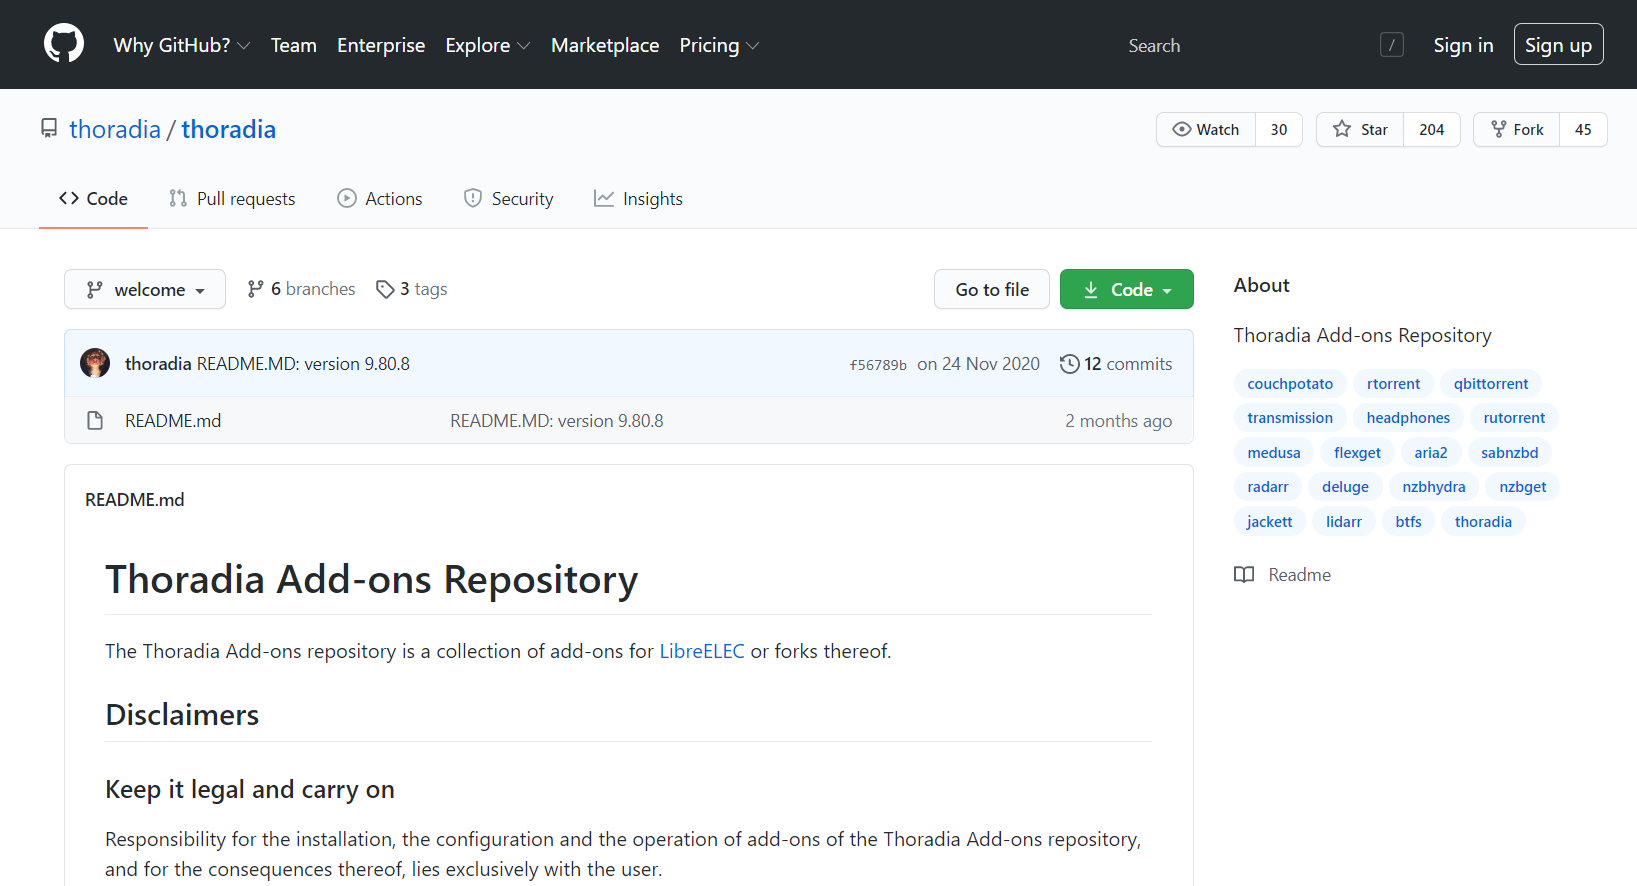 Why GitHub? Team Enterprise Explore Marketplace Pricing Search / Sign in Sign up
thoradia / thoradia Watch 30 Star 204 Fork 45
Code Pull requests Actions Security Insights
welcome 6 branches 3 tags Go to file Code
thoradia README.MD: version 9.80.8 f56789b on 24 Nov 2020 12 commits
README.md README.MD: version 9.80.8 2 months ago
README.md
Thoradia Add-ons Repository
The Thoradia Add-ons repository is a collection of add-ons for LibreELEC or forks thereof.
Disclaimers
Keep it legal and carry on
Responsibility for the installation, the configuration and the operation of add-ons of the Thoradia Add-ons repository,
and for the consequences thereof, lies exclusively with the user.
About
Thoradia Add-ons Repository
couchpotato rtorrent qbittorrent
transmission headphones rutorrent
medusa flexget aria2 sabnzbd
radarr deluge nzbhydra nzbget
jackett lidarr btfs thoradia
Readme